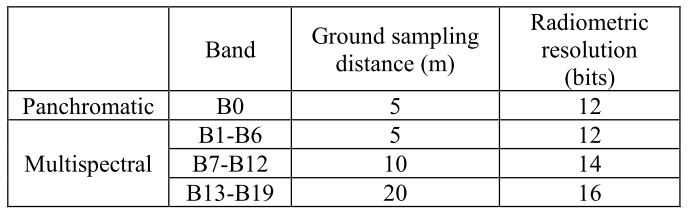 Band Ground sampling distance (m) Radiometric resolution (bits)
Panchromatic B0 5 12
Multispectral B1-B6 5 12
B7-B12 10 14
B13-B19 20 16